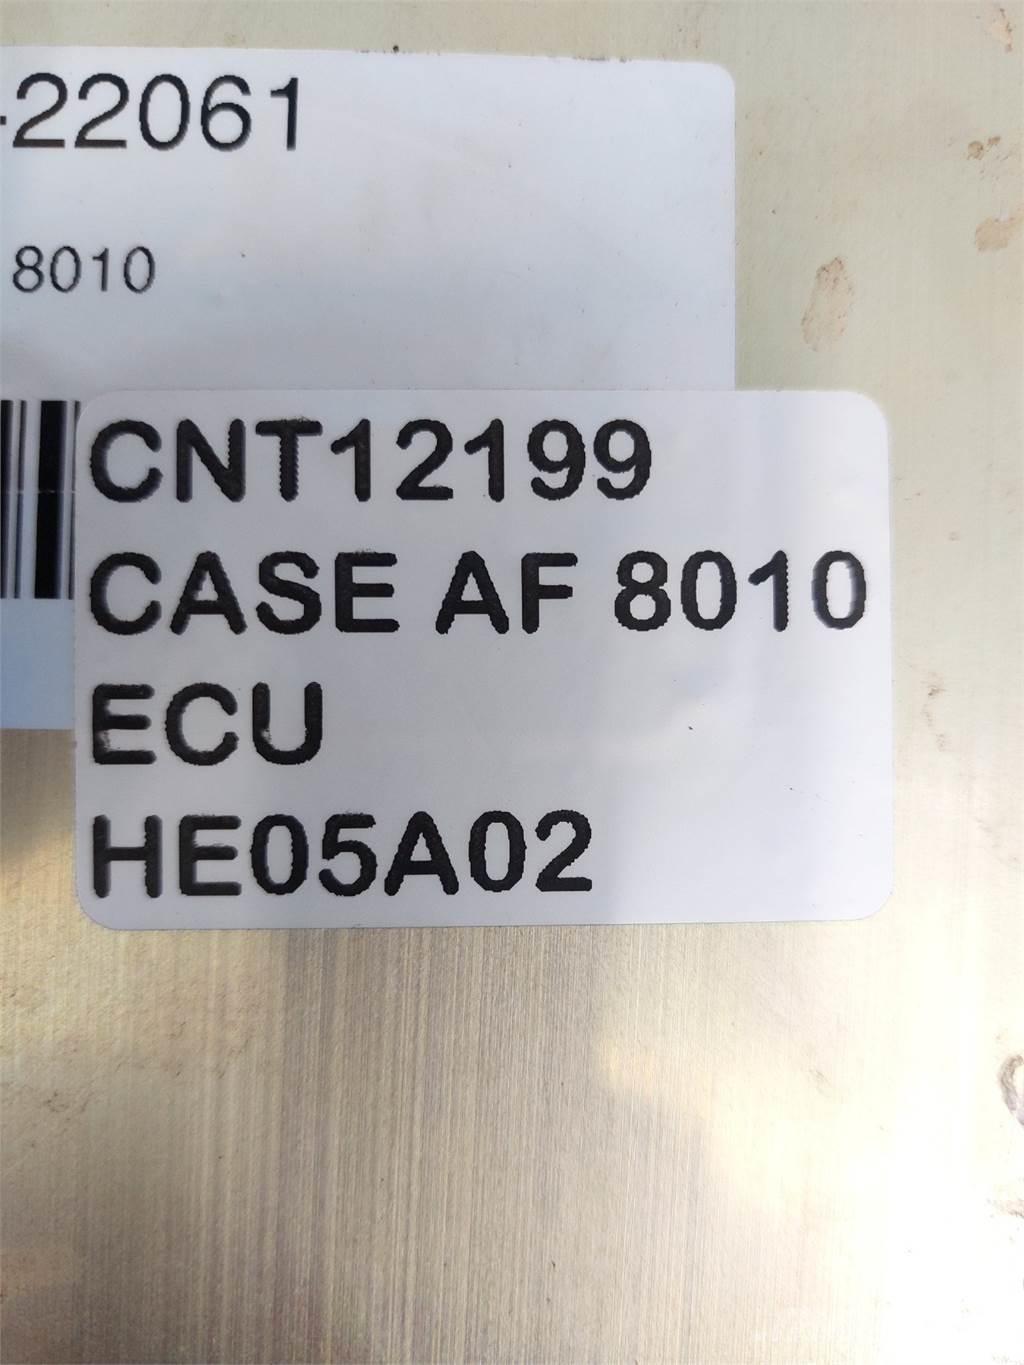 -22061
8010
CNT12199
CASE AF 8010
ECU
HE05A02